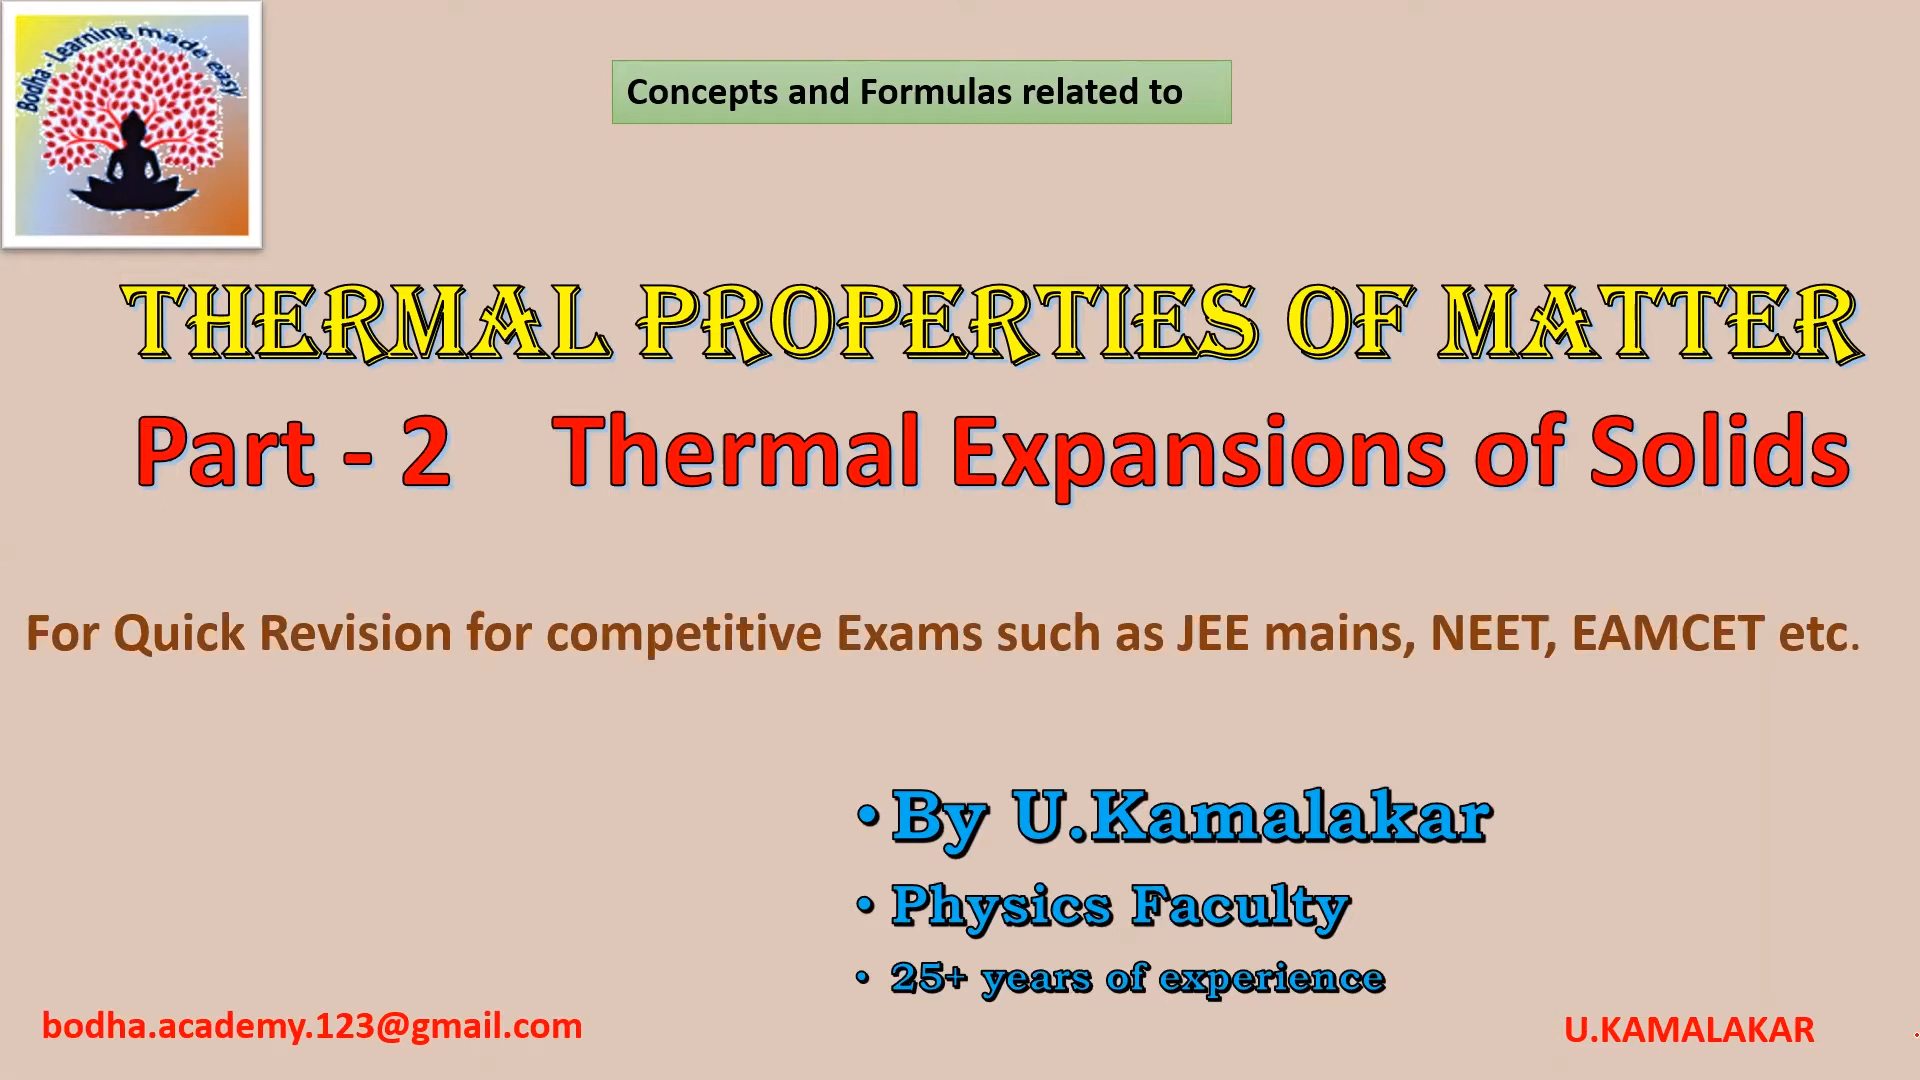 Bodha - Learning made easy
Concepts and Formulas related to
THERMAL PROPERTIES OF MATTER
Part - 2 Thermal Expansions of Solids
For Quick Revision for competitive Exams such as JEE mains, NEET, EAMCET etc.
• By U.Kamalakar
• Physics Faculty
• 25+ years of experience
bodha.academy.123@gmail.com
U.KAMALAKAR